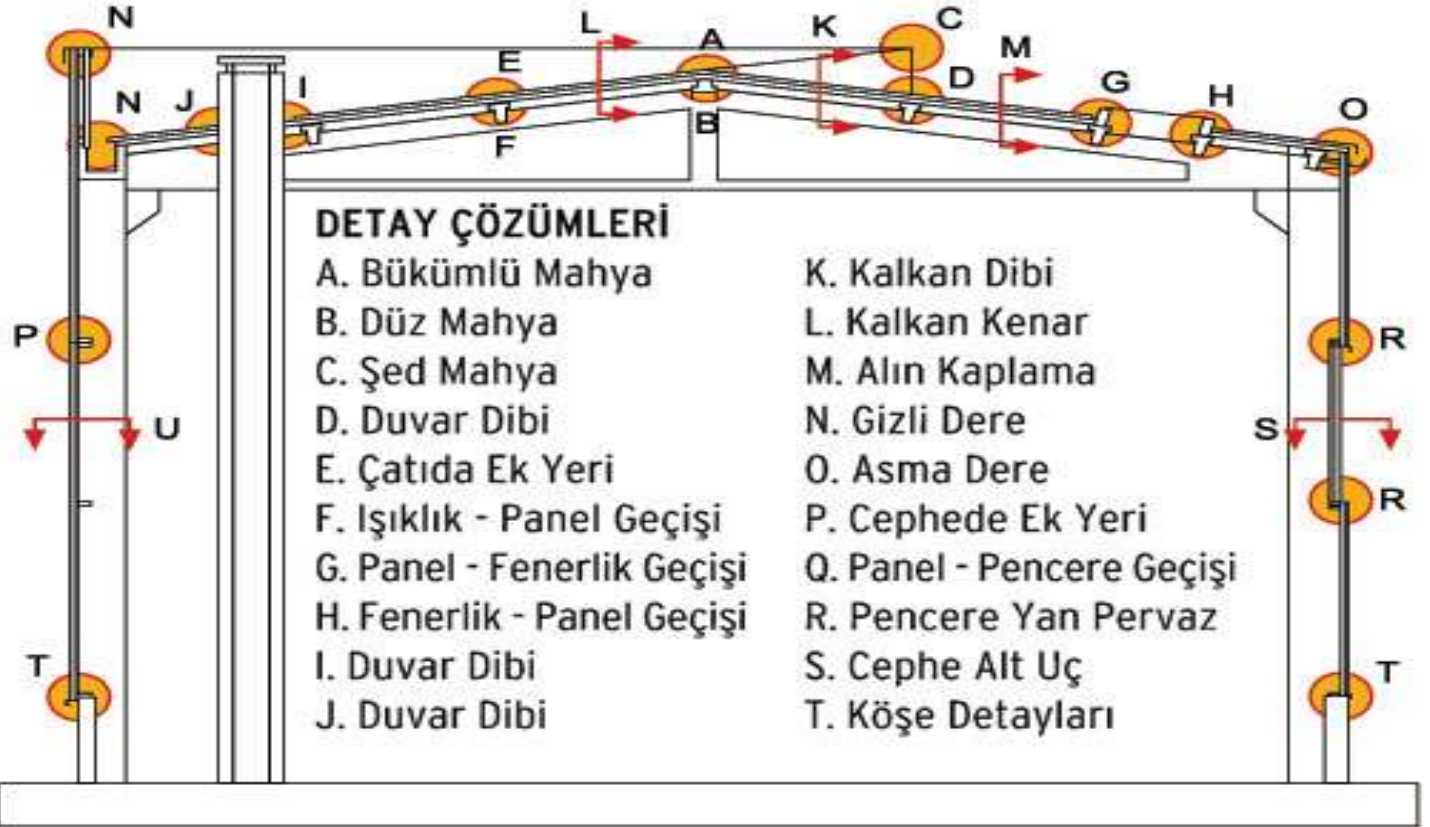 N
L
A
K
C
M
E
D
G
H
O
N
J
I
F
B
DETAY ÇÖZÜMLERİ
A. Bükümlü Mahya
B. Düz Mahya
C. Şed Mahya
D. Duvar Dibi
E. Çatıda Ek Yeri
F. Işıklık - Panel Geçişi
G. Panel - Fenerlik Geçişi
H. Fenerlik - Panel Geçişi
I. Duvar Dibi
J. Duvar Dibi
K. Kalkan Dibi
L. Kalkan Kenar
M. Alın Kaplama
N. Gizli Dere
O. Asma Dere
P. Cephede Ek Yeri
Q. Panel - Pencere Geçişi
R. Pencere Yan Pervaz
S. Cephe Alt Uç
T. Köşe Detayları
P
U
T
R
S
R
T